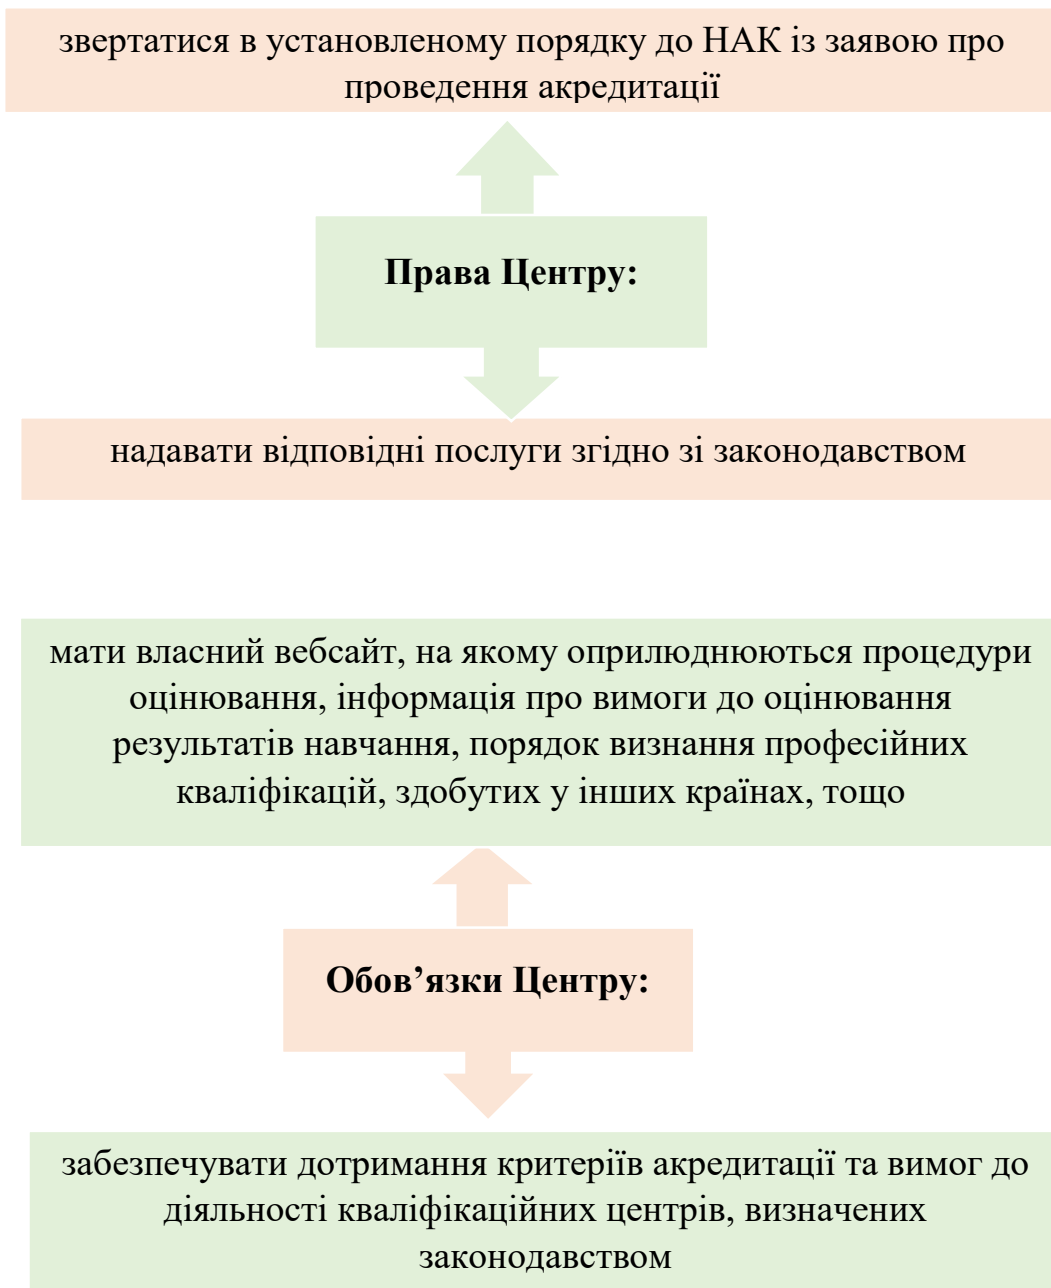 звертатися в установленому порядку до НАК із заявою про
проведення акредитації
Права Центру:
надавати відповідні послуги згідно зі законодавством
мати власний вебсайт, на якому оприлюднюються процедури
оцінювання, інформація про вимоги до оцінювання
результатів навчання, порядок визнання професійних
кваліфікацій, здобутих у інших країнах, тощо
Обов’язки Центру:
забезпечувати дотримання критеріїв акредитації та вимог до
діяльності кваліфікаційних центрів, визначених
законодавством